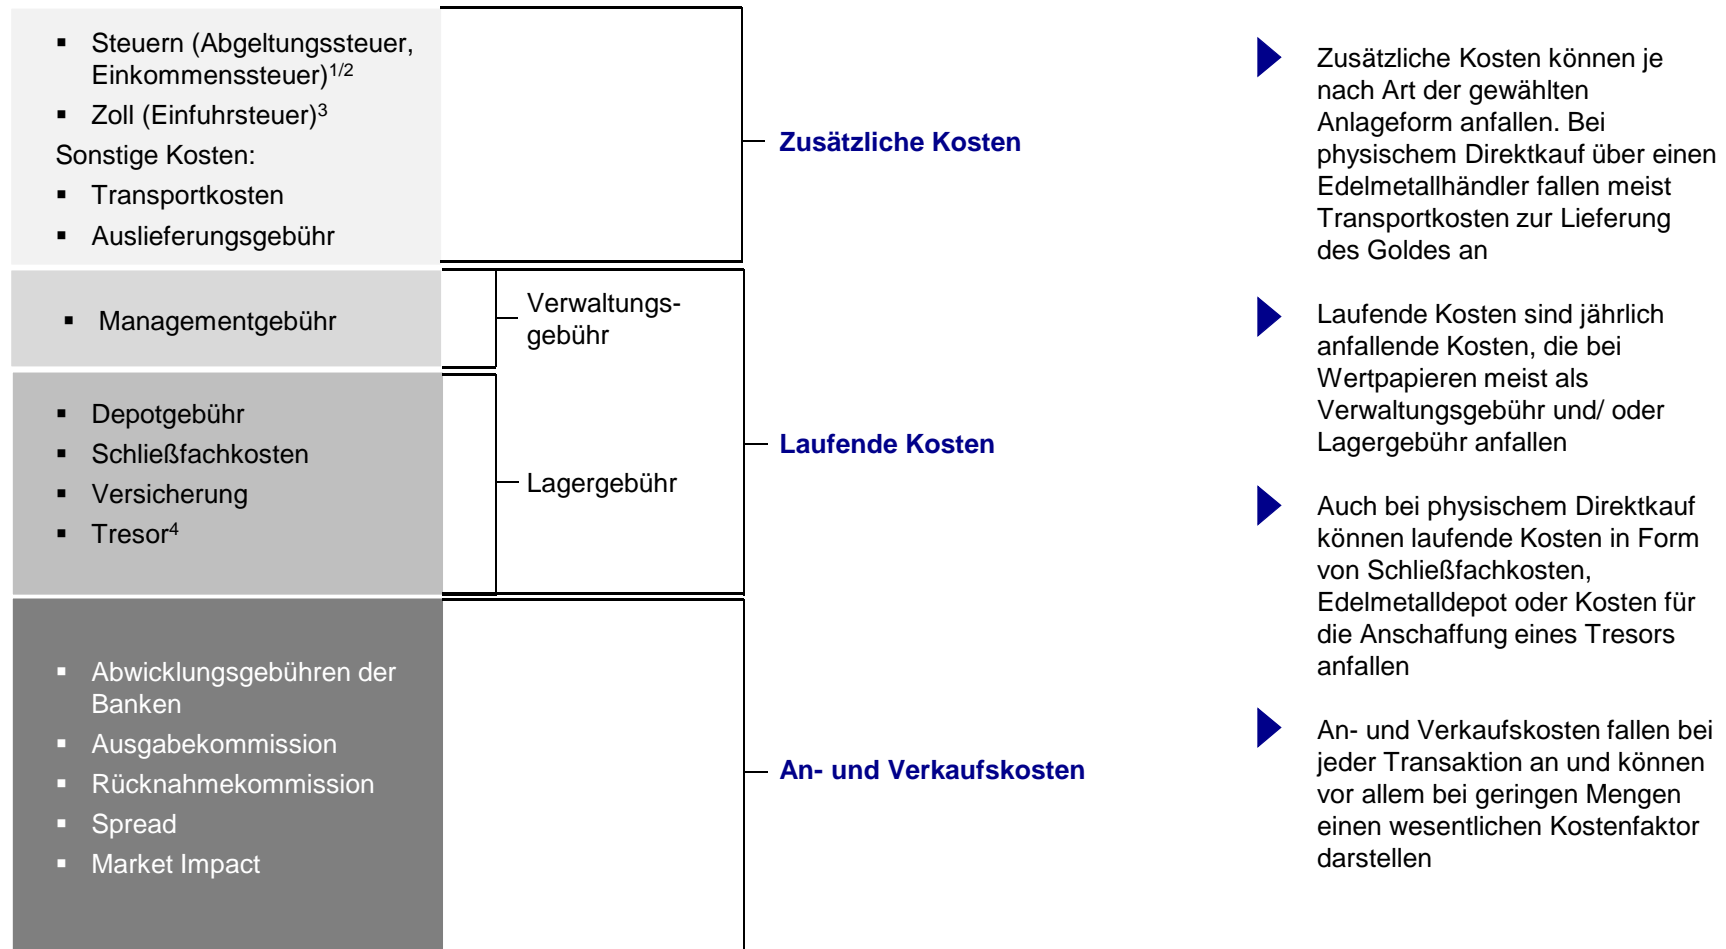 ▪ Steuern (Abgeltungssteuer,
Einkommenssteuer)1/2
▪ Zoll (Einfuhrsteuer)3
Sonstige Kosten:
▪ Transportkosten
▪ Auslieferungsgebühr
Zusätzliche Kosten
▪ Managementgebühr
Verwaltungs-
gebühr
▪ Depotgebühr
▪ Schließfachkosten
▪ Versicherung
▪ Tresor4
Lagergebühr
Laufende Kosten
▪ Abwicklungsgebühren der
Banken
▪ Ausgabekommission
▪ Rücknahmekommission
▪ Spread
▪ Market Impact
An- und Verkaufskosten
Zusätzliche Kosten können je
nach Art der gewählten
Anlageform anfallen. Bei
physischem Direktkauf über einen
Edelmetallhändler fallen meist
Transportkosten zur Lieferung
des Goldes an
Laufende Kosten sind jährlich
anfallende Kosten, die bei
Wertpapieren meist als
Verwaltungsgebühr und/ oder
Lagergebühr anfallen
Auch bei physischem Direktkauf
können laufende Kosten in Form
von Schließfachkosten,
Edelmetalldepot oder Kosten für
die Anschaffung eines Tresors
anfallen
An- und Verkaufskosten fallen bei
jeder Transaktion an und können
vor allem bei geringen Mengen
einen wesentlichen Kostenfaktor
darstellen